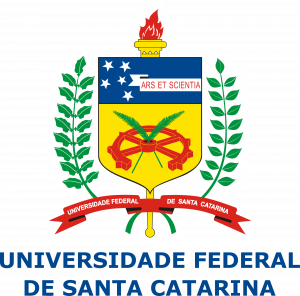 ARS ET SCIENTIA
UNIVERSIDADE FEDERAL DE SANTA CATARINA
UNIVERSIDADE FEDERAL
DE SANTA CATARINA